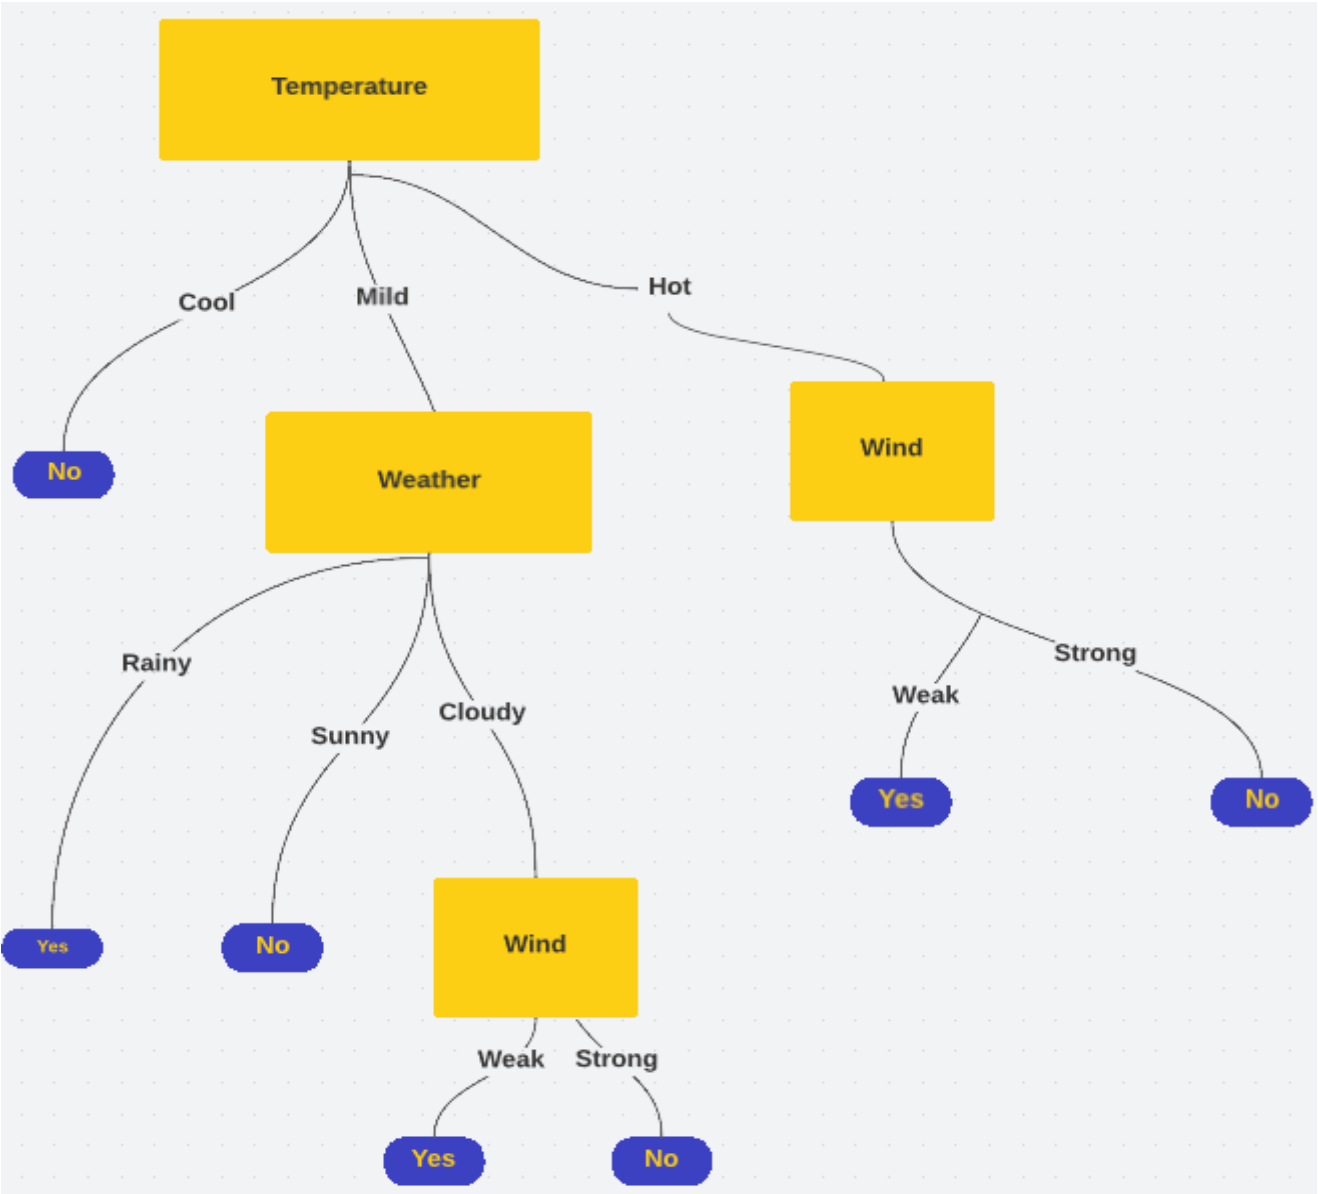 Temperature
Cool
Mild
Hot
No
Weather
Wind
Rainy
Sunny
Cloudy
Weak
Strong
Yes
No
Yes
No
Wind
Weak
Strong
Yes
No